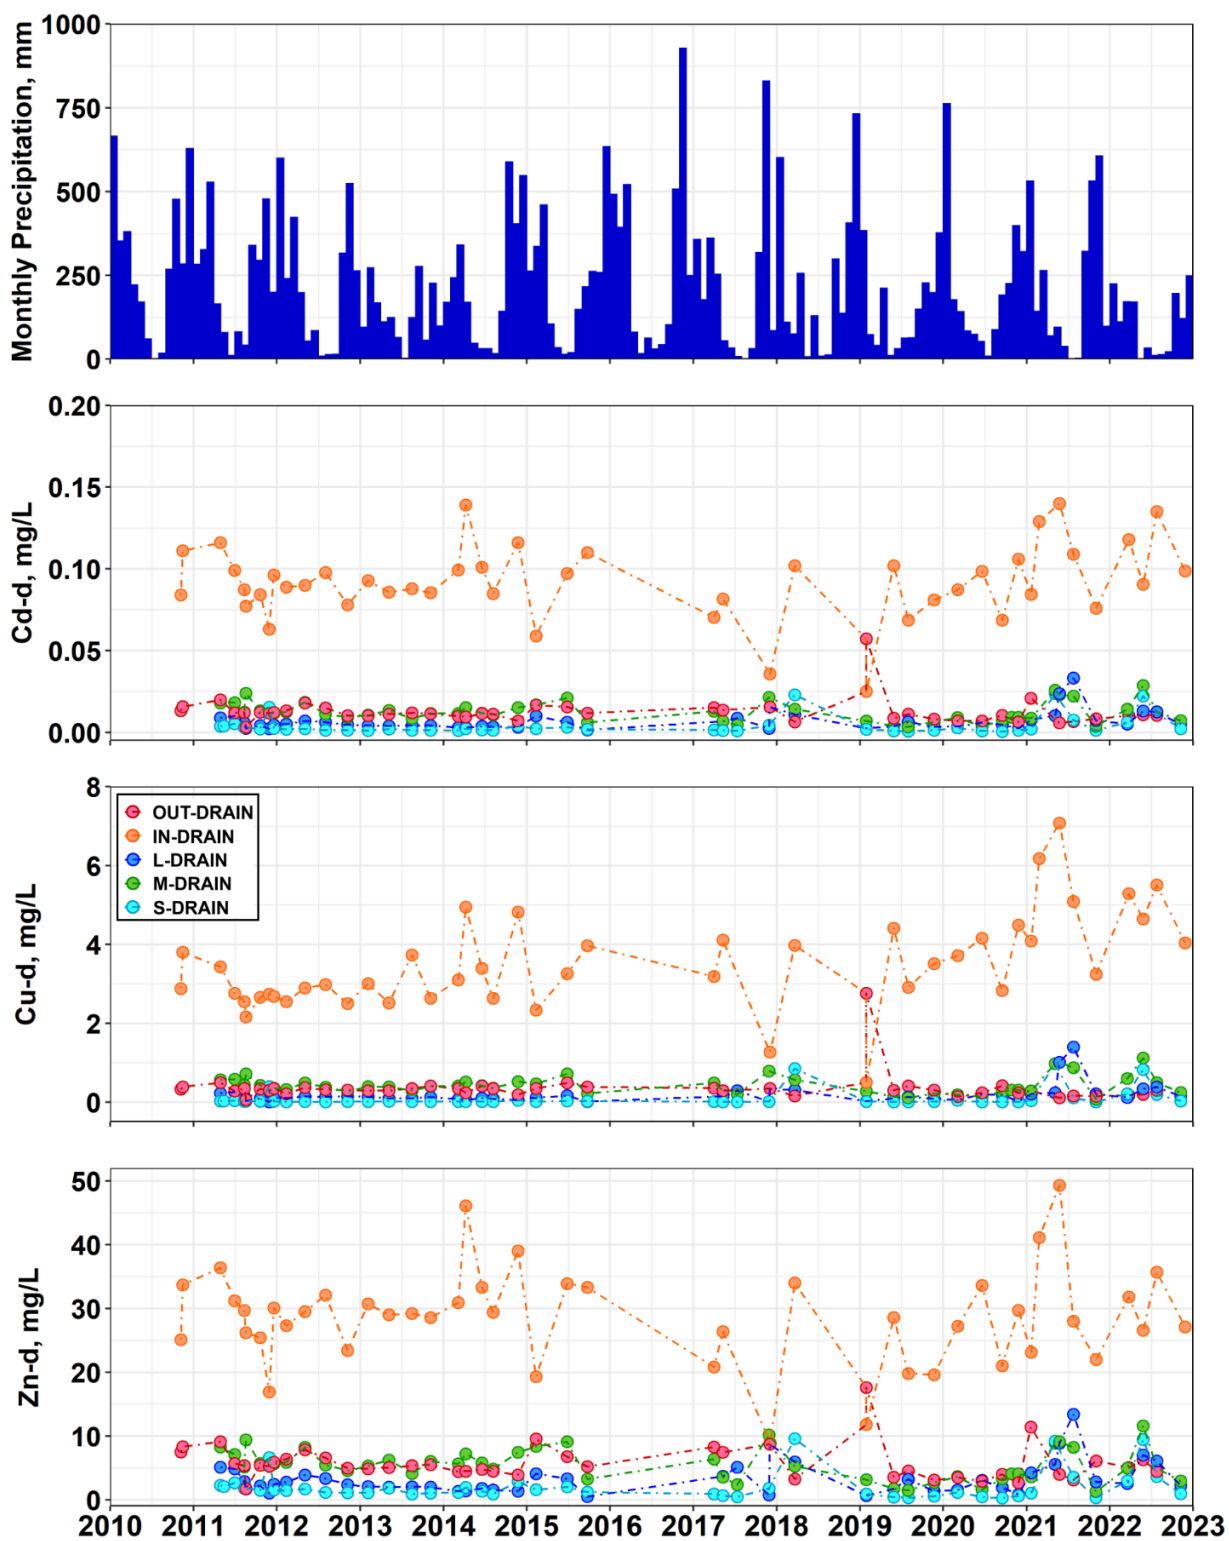 Monthly Precipitation, mm
1000
750
500
250
0
Cd-d, mg/L
0.20
0.15
0.10
0.05
0.00
Cu-d, mg/L
8
6
4
2
0
OUT-DRAIN
IN-DRAIN
L-DRAIN
M-DRAIN
S-DRAIN
Zn-d, mg/L
50
40
30
20
10
0
2010 2011 2012 2013 2014 2015 2016 2017 2018 2019 2020 2021 2022 2023